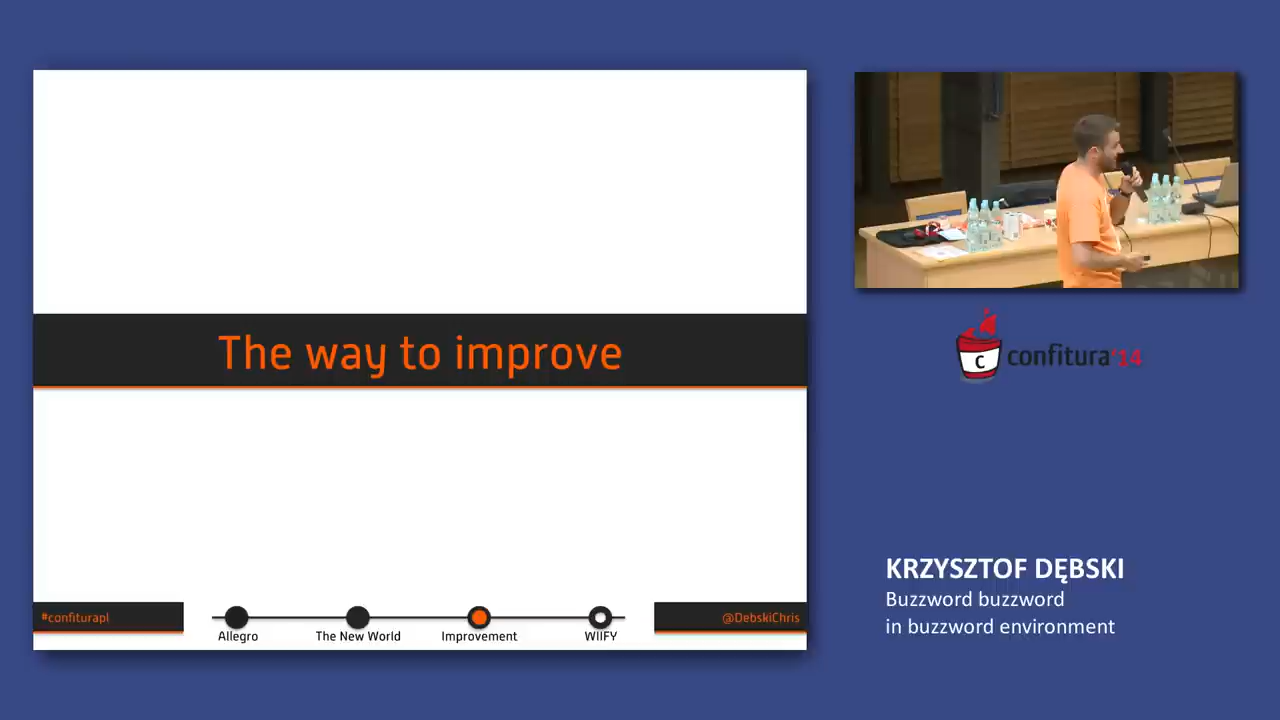 The way to improve
#confiturapl
Allegro
The New World
Improvement
WIIFY
@DebskiChris
C
confitura'14
KRZYSZTOF DĘBSKI
Buzzword buzzword
in buzzword environment